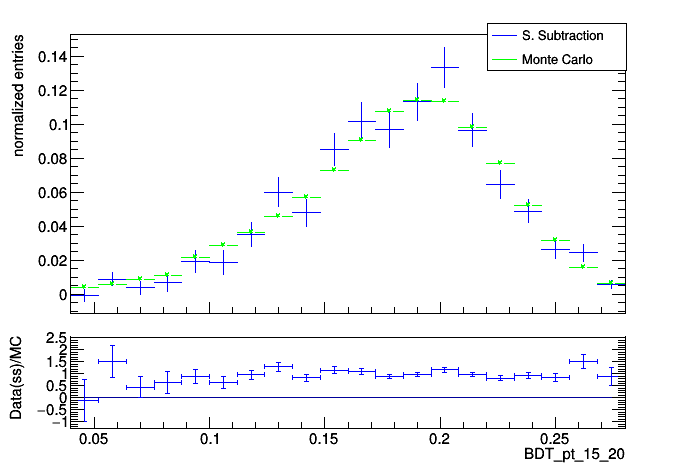 S. Subtraction
Monte Carlo
normalized entries
0.14
0.12
0.1
0.08
0.06
0.04
0.02
0
Data(ss)/MC
2.5
2
1.5
1
0.5
0
−0.5
−1
0.05 0.1 0.15 0.2 0.25
BDT_pt_15_20